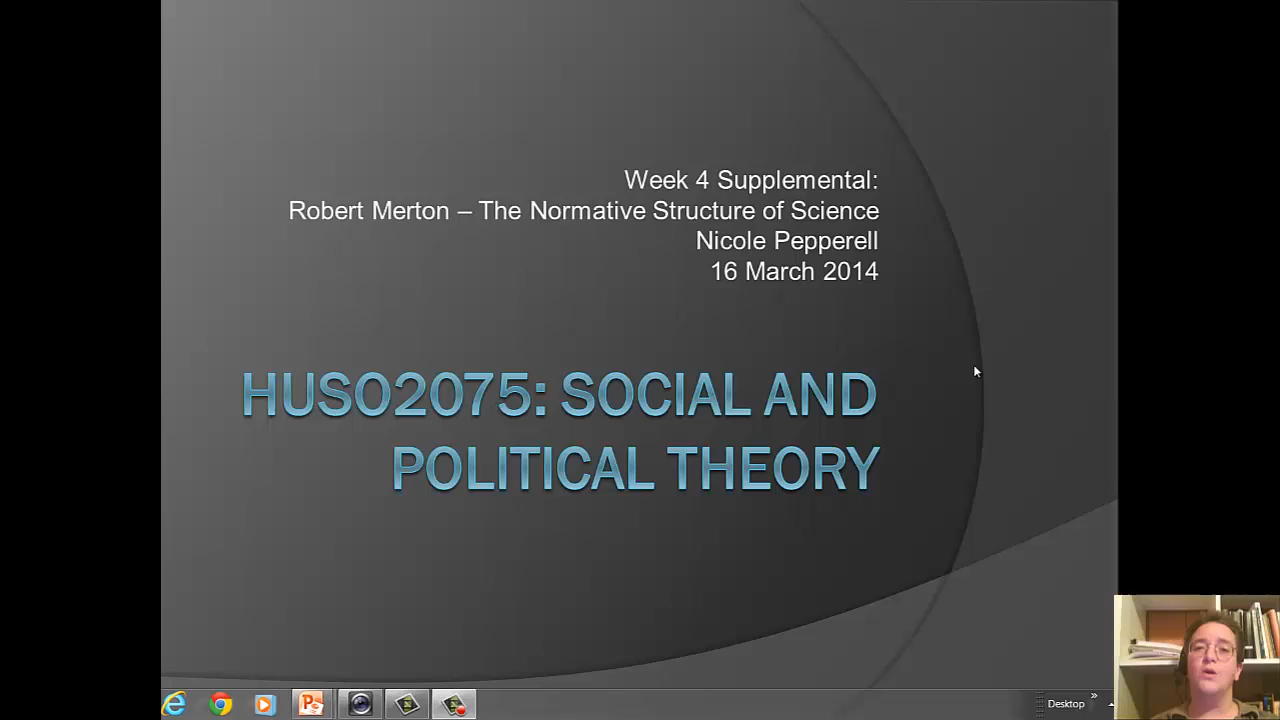 Week 4 Supplemental:
Robert Merton – The Normative Structure of Science
Nicole Pepperell
16 March 2014
HUSO2075: SOCIAL AND
POLITICAL THEORY
Desktop